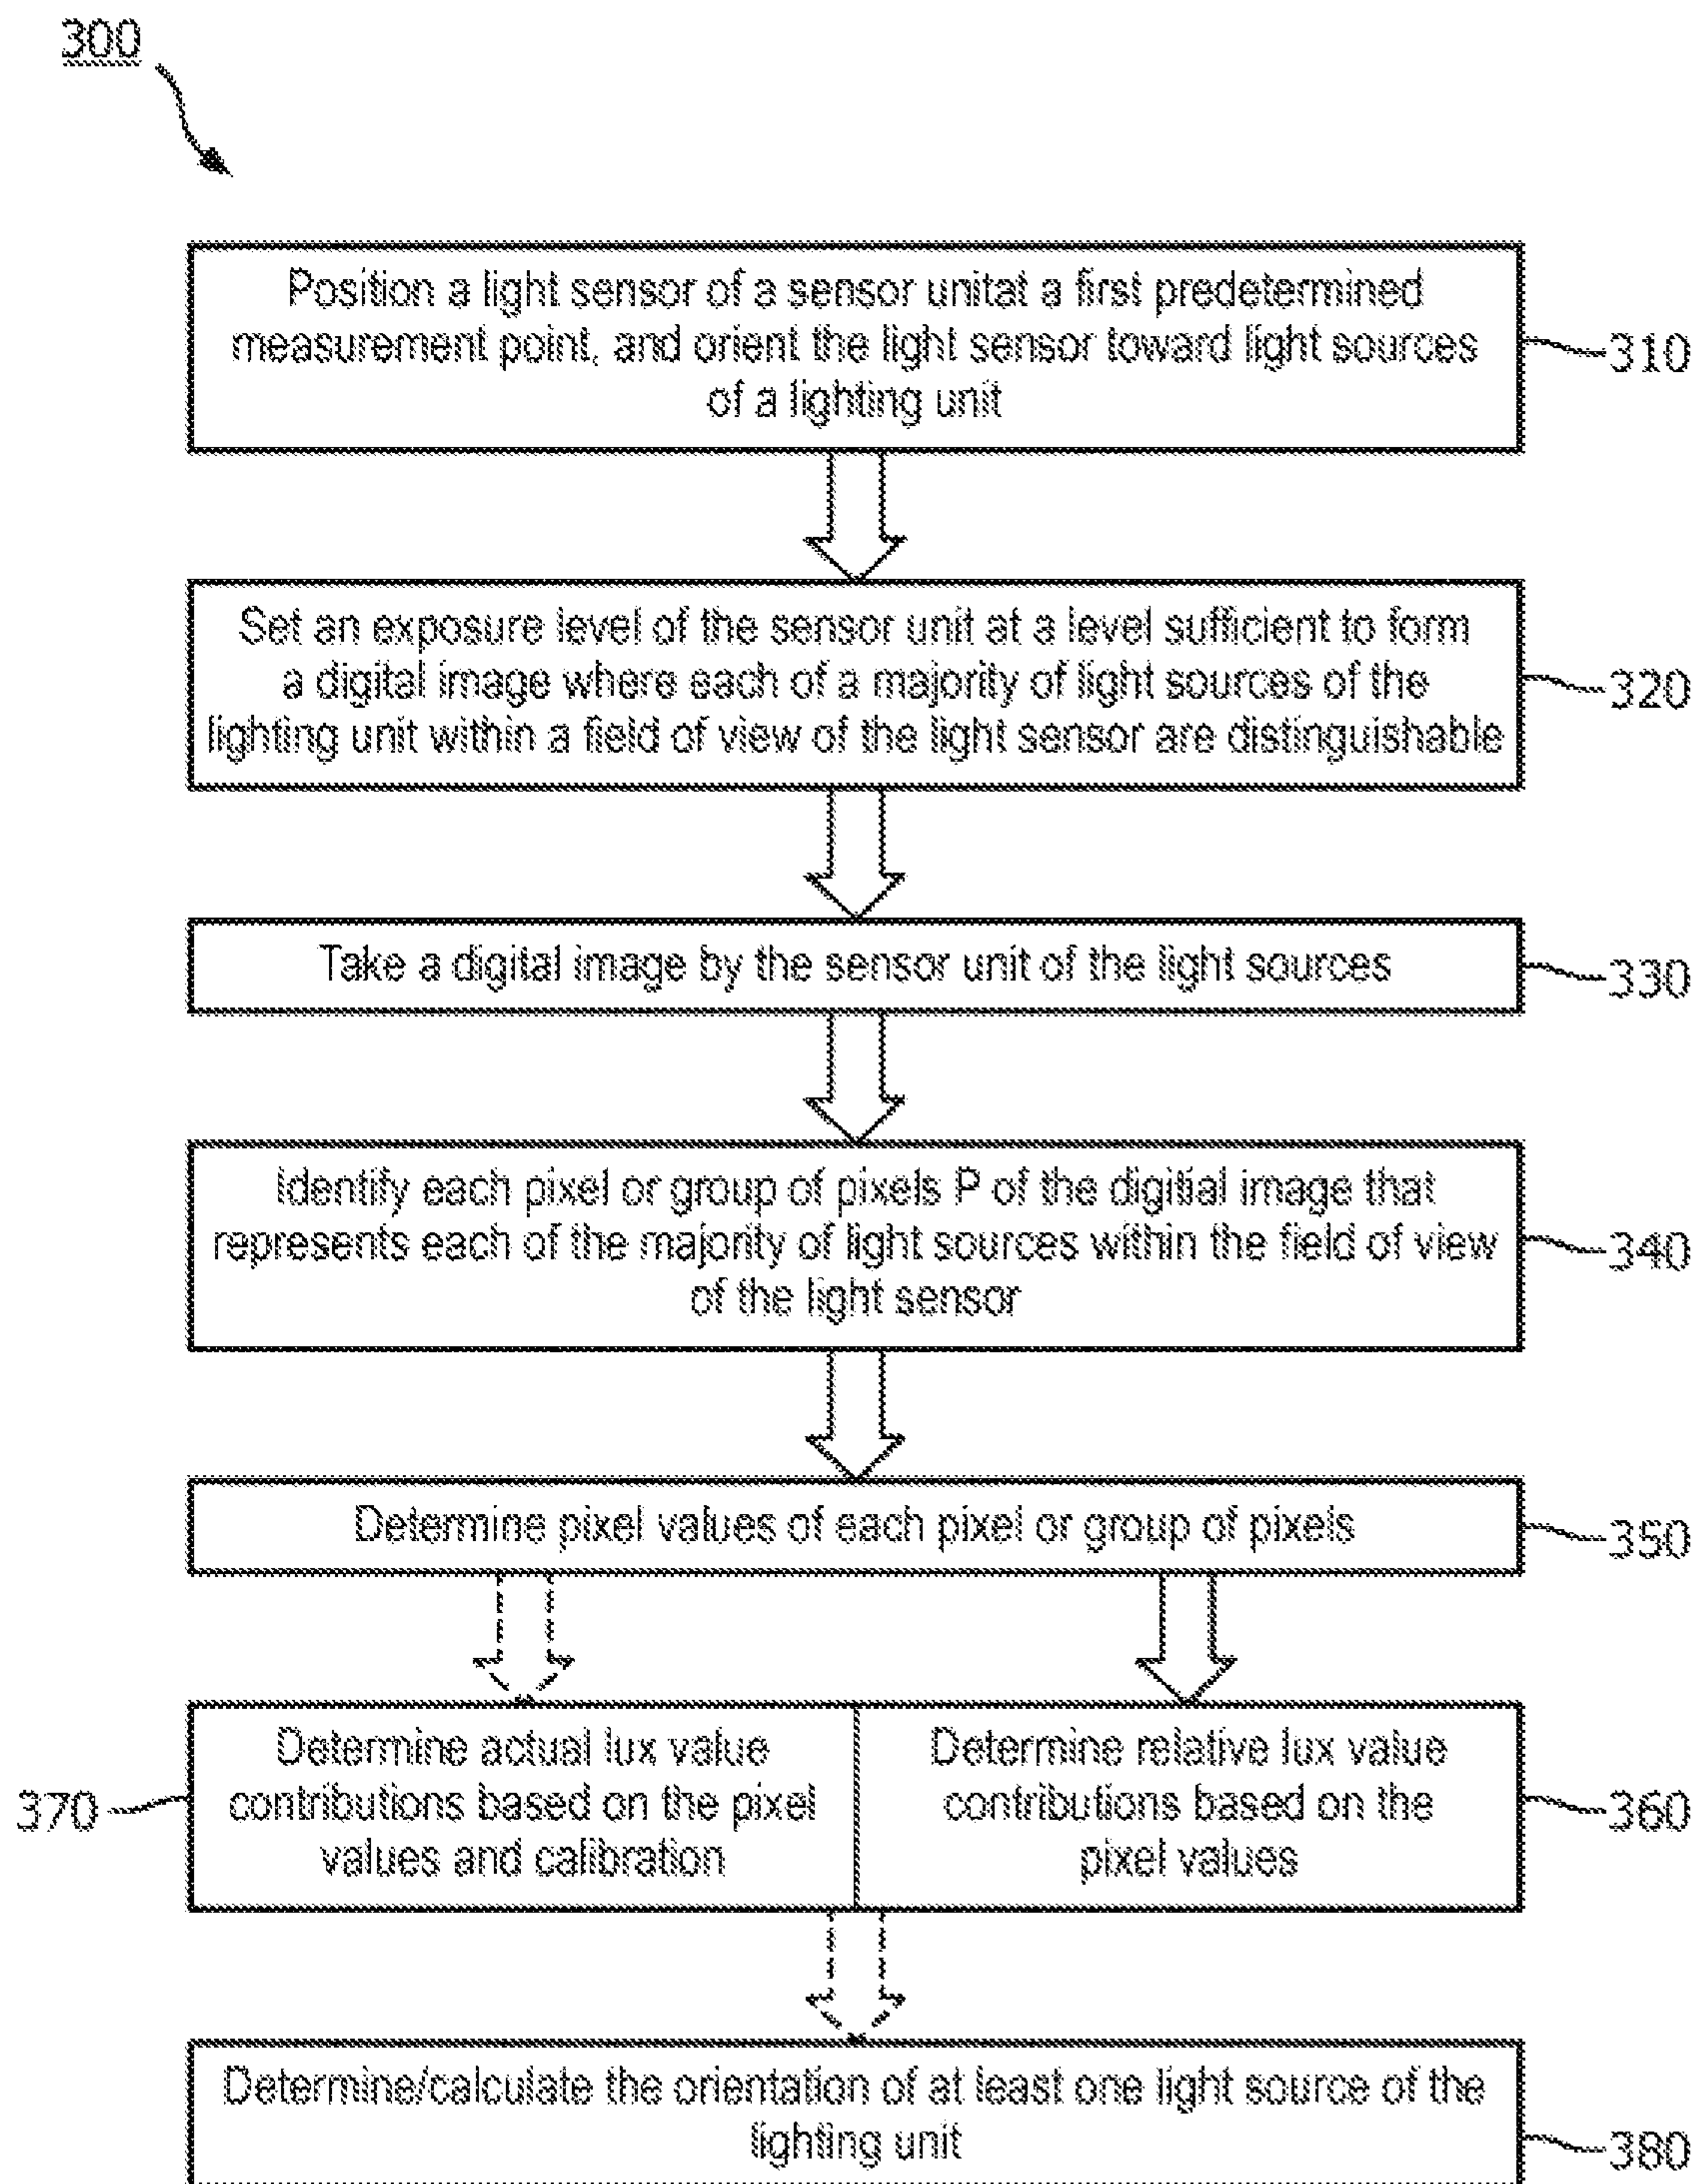 300
Position a light sensor of a sensor unitat a first predetermined
measurement point, and orient the light sensor toward light sources
of a lighting unit
310
Set an exposure level of the sensor unit at a level sufficient to form
a digital image where each of a majority of light sources of the
lighting unit within a field of view of the light sensor are distinguishable
320
Take a digital image by the sensor unit of the light sources
330
Identify each pixel or group of pixels P of the digitial image that
represents each of the majority of light sources within the field of view
of the light sensor
340
Determine pixel values of each pixel or group of pixels
350
Determine actual lux value
contributions based on the pixel
values and calibration
370
Determine relative lux value
contributions based on the
pixel values
360
Determine/calculate the orientation of at least one light source of the
lighting unit
380